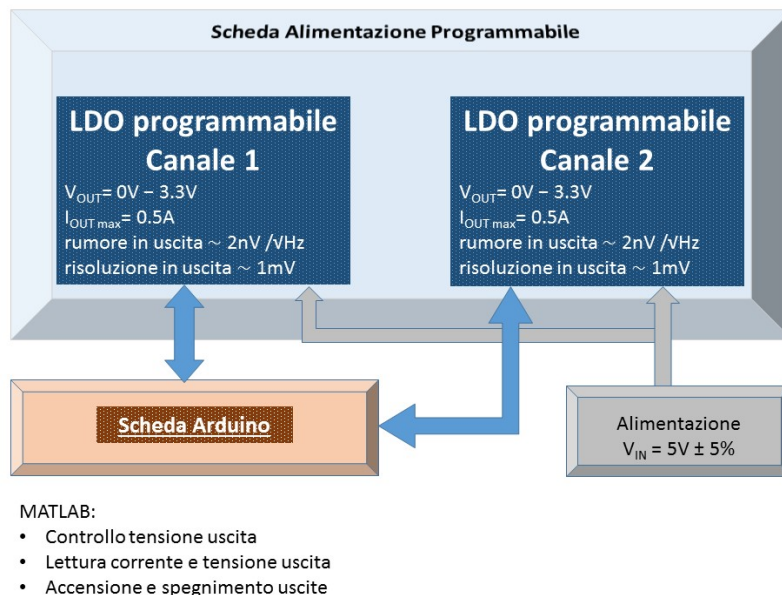 Scheda Alimentazione Programmabile
LDO programmabile
Canale 1
VOUT= 0V – 3.3V
IOUT max= 0.5A
rumore in uscita ~ 2nV /√Hz
risoluzione in uscita ~ 1mV
LDO programmabile
Canale 2
VOUT= 0V – 3.3V
IOUT max= 0.5A
rumore in uscita ~ 2nV /√Hz
risoluzione in uscita ~ 1mV
Scheda Arduino
Alimentazione
VIN = 5V ± 5%
MATLAB:
• Controllo tensione uscita
• Lettura corrente e tensione uscita
• Accensione e spegnimento uscite